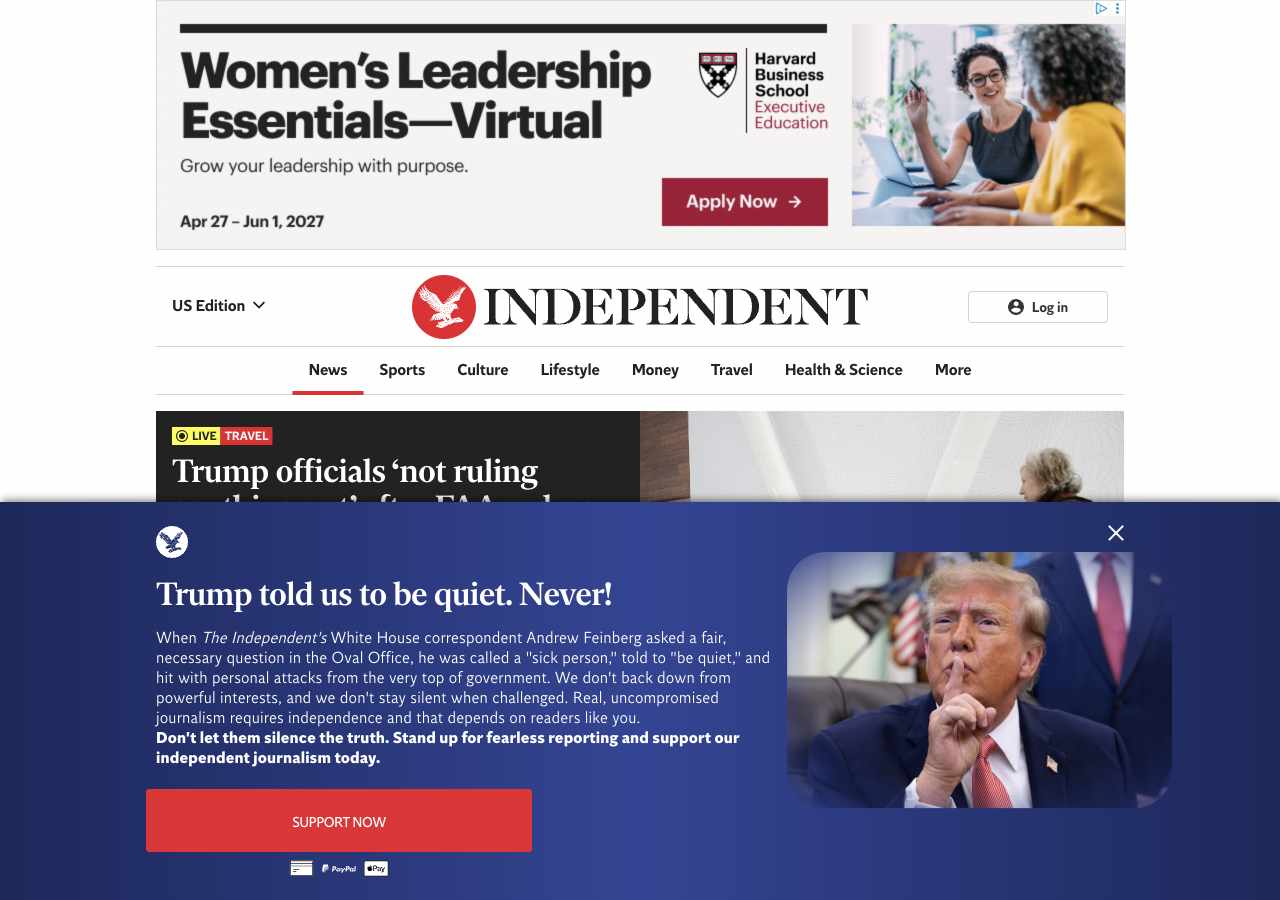 Women's Leadership
Essentials—Virtual
Grow your leadership with purpose.
Apr 27 – Jun 1, 2027
Harvard
Business
School
Executive
Education
Apply Now
US Edition
INDEPENDENT
Log in
News Sports Culture Lifestyle Money Travel Health & Science More
LIVE TRAVEL
Trump officials ‘not ruling
Trump told us to be quiet. Never!
When The Independent's White House correspondent Andrew Feinberg asked a fair,
necessary question in the Oval Office, he was called a "sick person," told to "be quiet," and
hit with personal attacks from the very top of government. We don't back down from
powerful interests, and we don't stay silent when challenged. Real, uncompromised
journalism requires independence and that depends on readers like you.
Don't let them silence the truth. Stand up for fearless reporting and support our
independent journalism today.
SUPPORT NOW
PayPal Pay